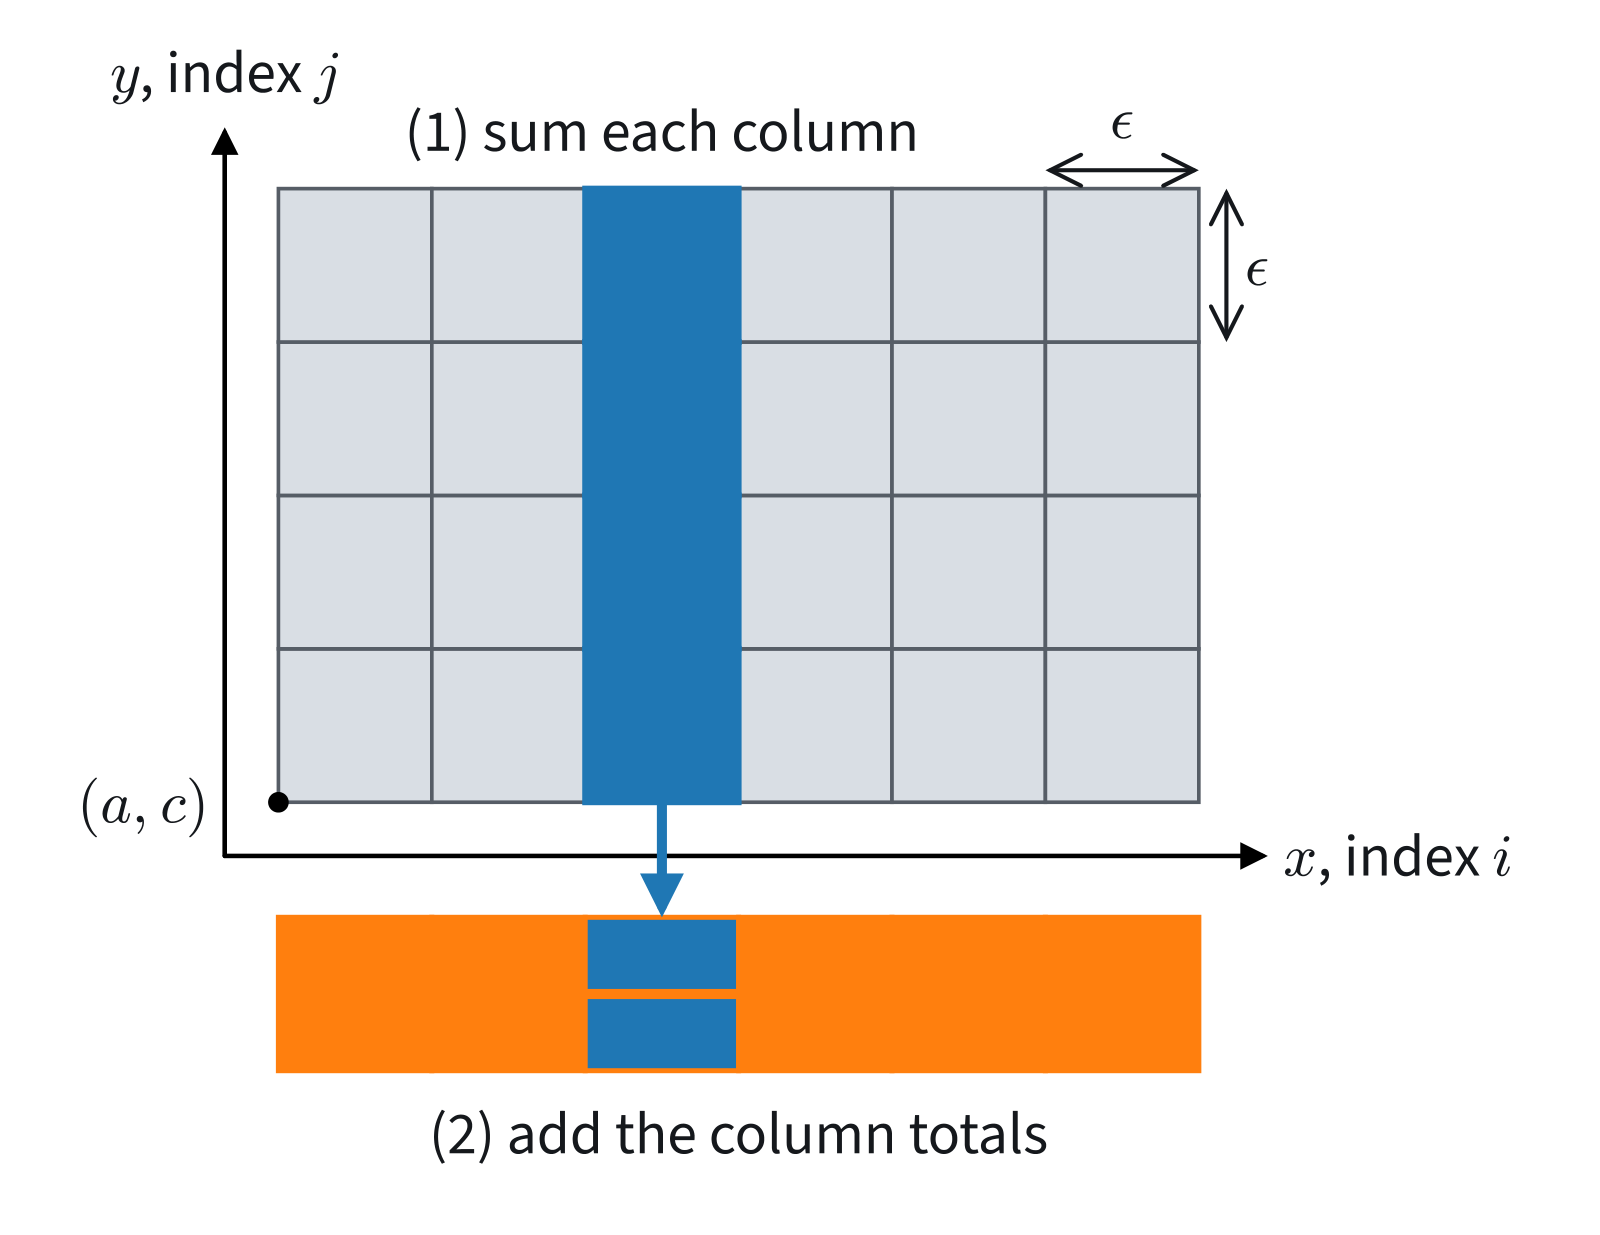 y, index j
(1) sum each column
ϵ
ϵ
(a, c)
x, index i
(2) add the column totals